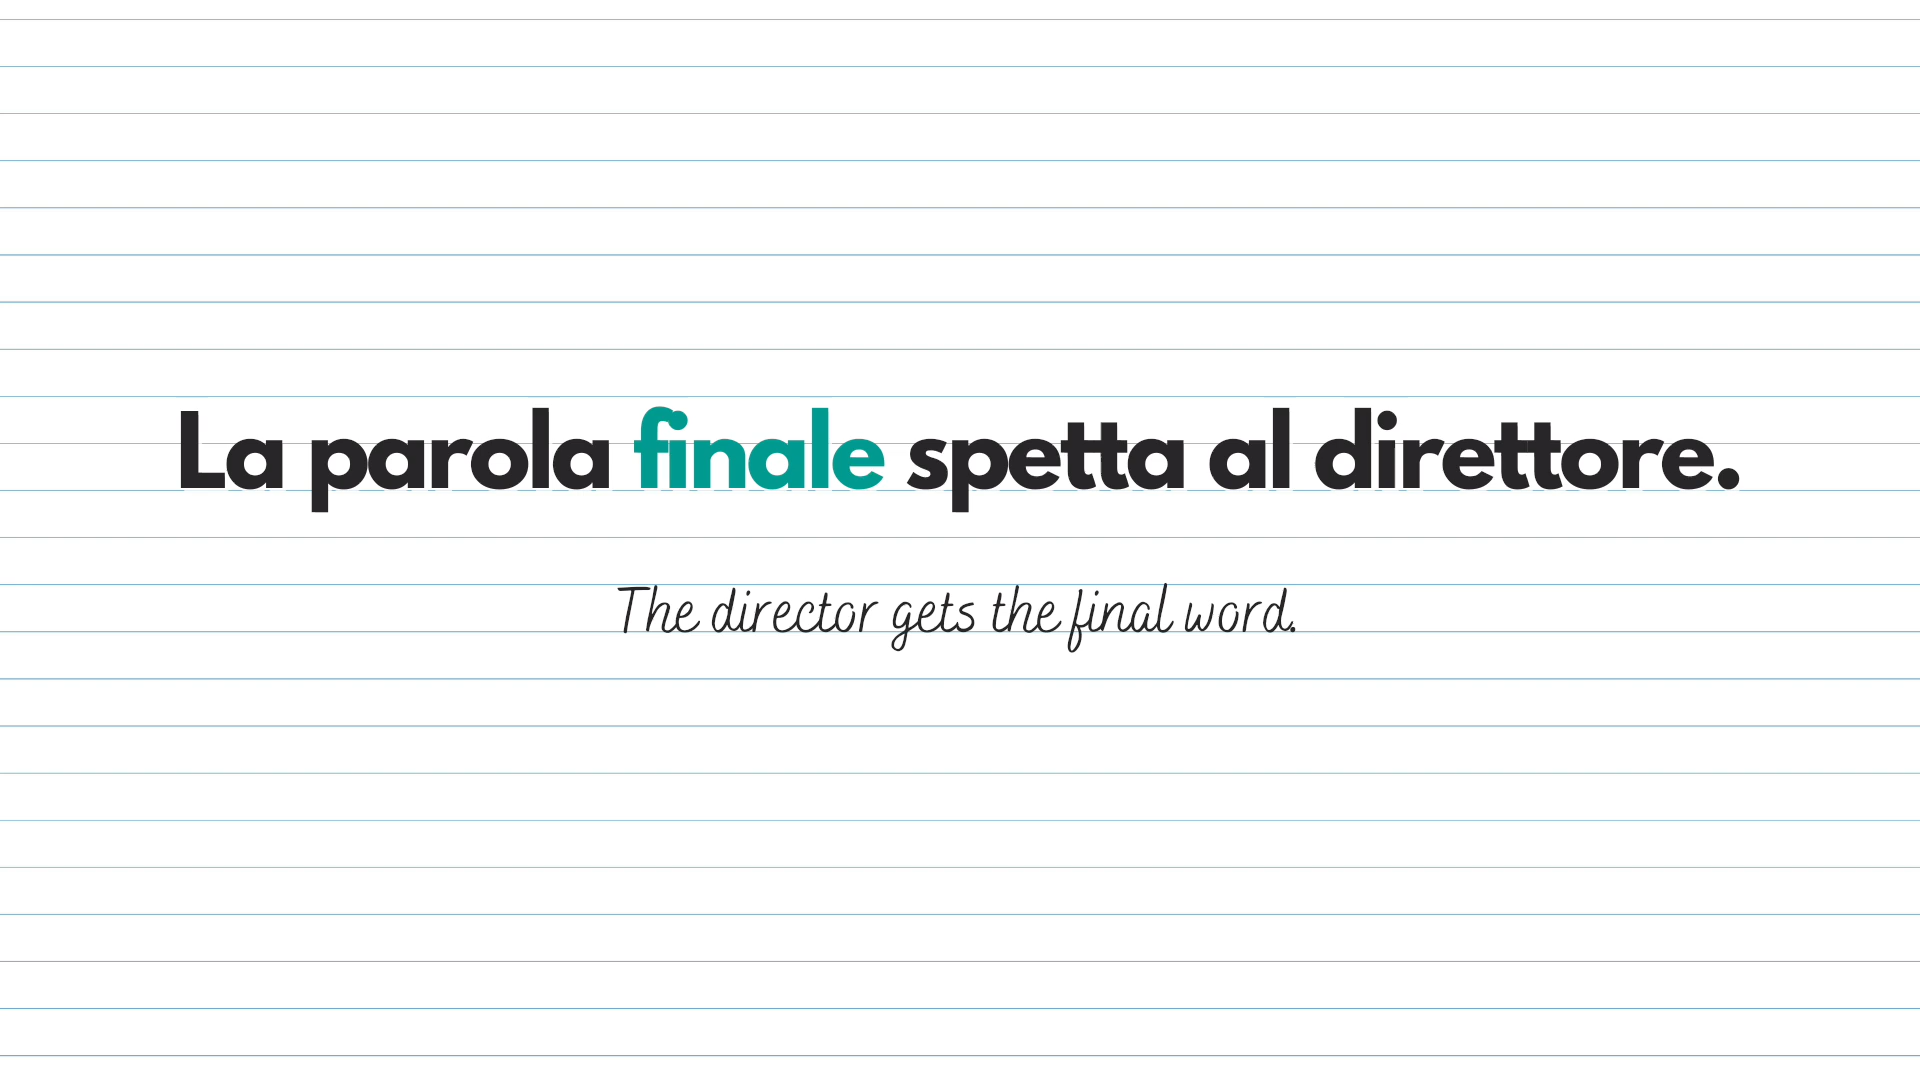 La parola finale spetta al direttore.
The director gets the final word.